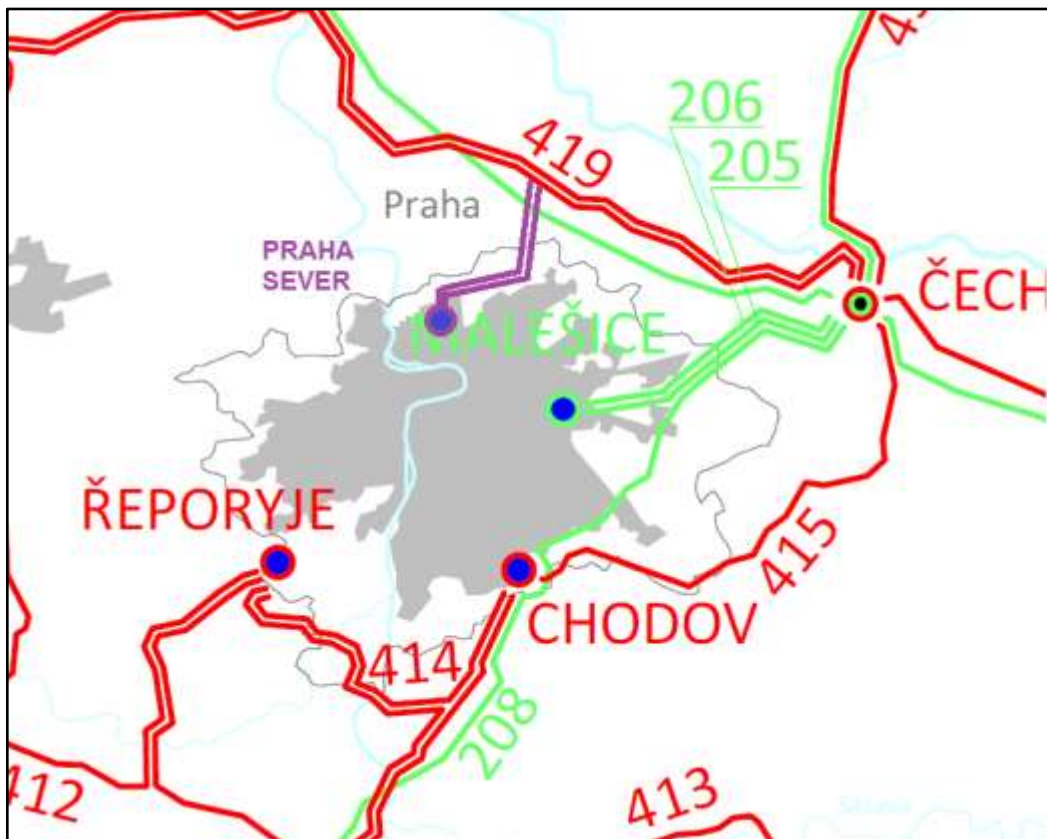 206
205
419
Praha
PRAHA
SEVER
ČECH
MALEŠICE
ŘEPORYJE
415
CHODOV
414
208
412
413